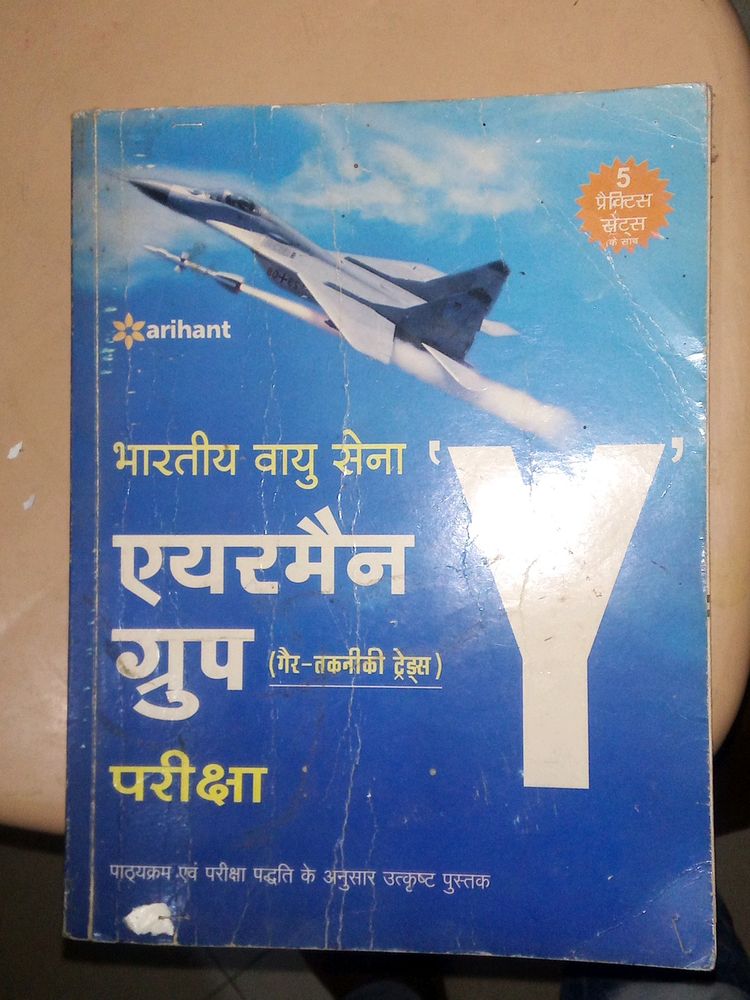 5
प्रैक्टिस
सेट्स
के साथ
arihant
भारतीय वायु सेना 'Y'
एयरमैन
ग्रुप (गैर-तकनीकी ट्रेड्स)
परीक्षा
पाठ्यक्रम एवं परीक्षा पद्धति के अनुसार उत्कृष्ट पुस्तक